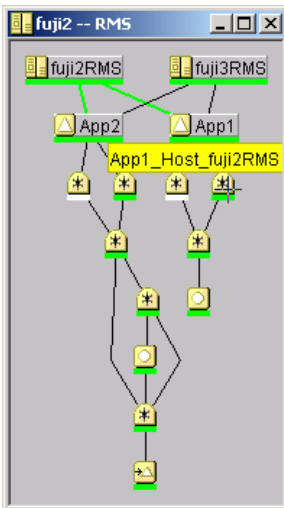 fuji2 -- RMS
fuji2RMS
fuji3RMS
App2
App1
App1_Host_fuji2RMS